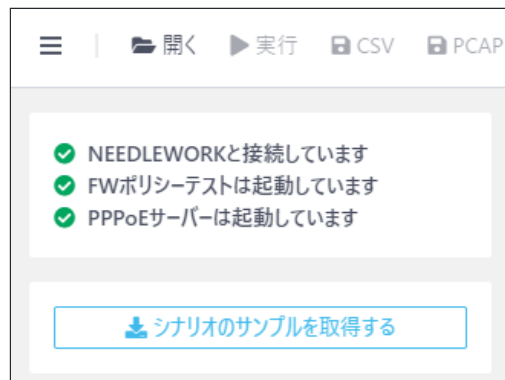 開く 実行 CSV PCAP
NEEDLEWORKと接続しています
FWポリシーテストは起動しています
PPPoEサーバーは起動しています
シナリオのサンプルを取得する